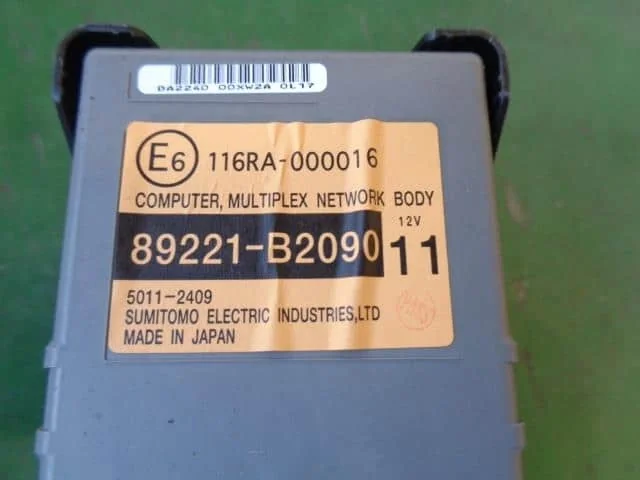 DA2240 00XW2A 0L17
E6 116RA-000016
COMPUTER, MULTIPLEX NETWORK BODY
89221-B2090 12V 11
5011-2409
SUMITOMO ELECTRIC INDUSTRIES,LTD
MADE IN JAPAN